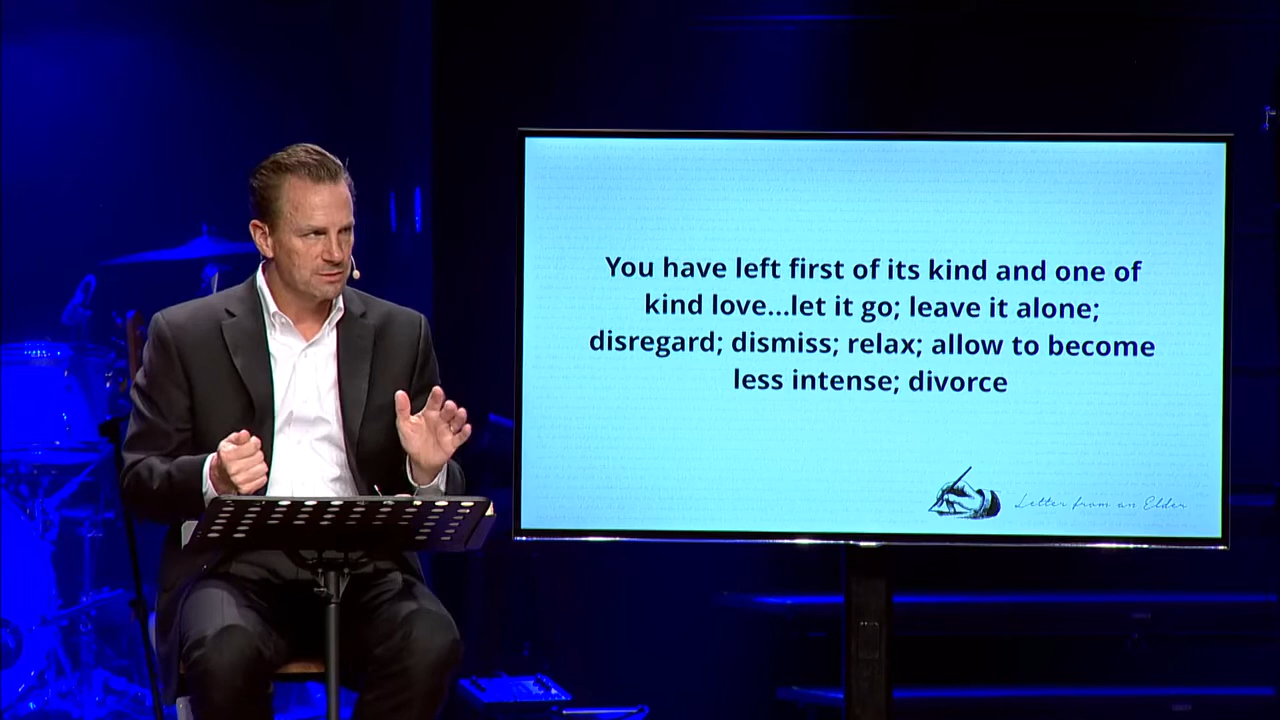 You have left first of its kind and one of
kind love...let it go; leave it alone;
disregard; dismiss; relax; allow to become
less intense; divorce
Letter from an Elder